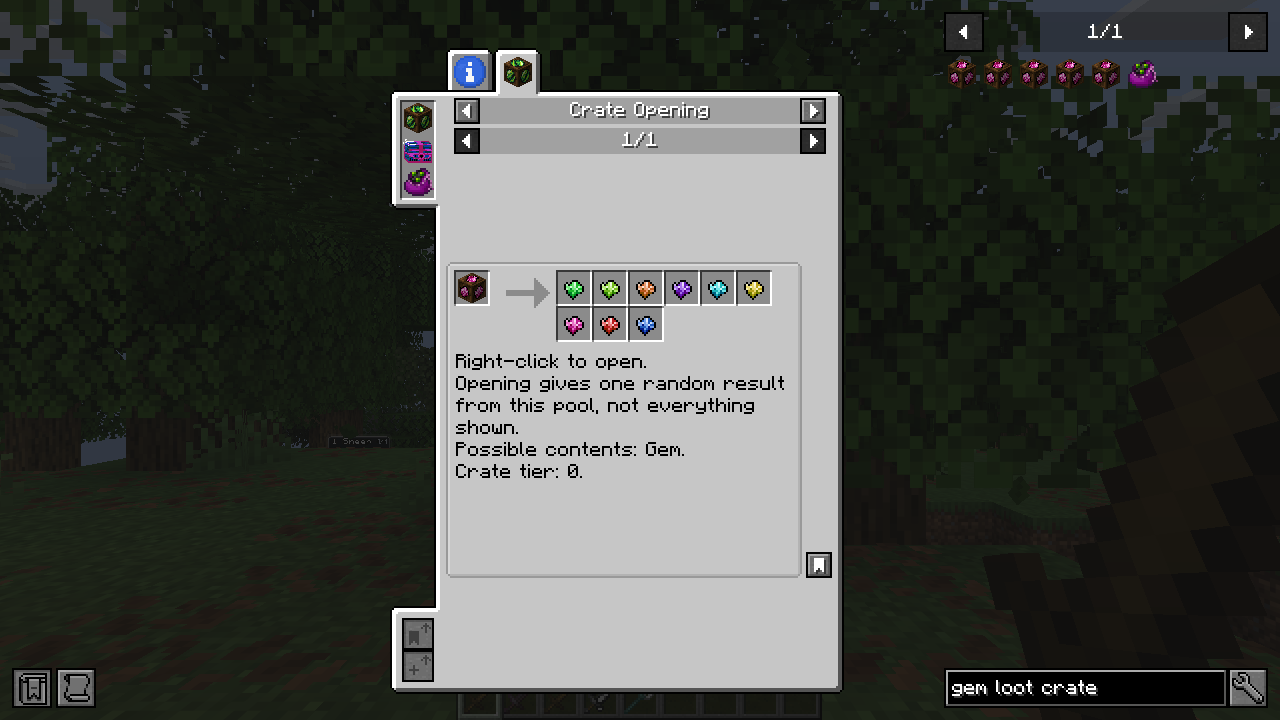 1/1
Crate Opening
1/1
Right-click to open.
Opening gives one random result
from this pool, not everything
shown.
Possible contents: Gem.
Crate tier: 0.
gem loot crate